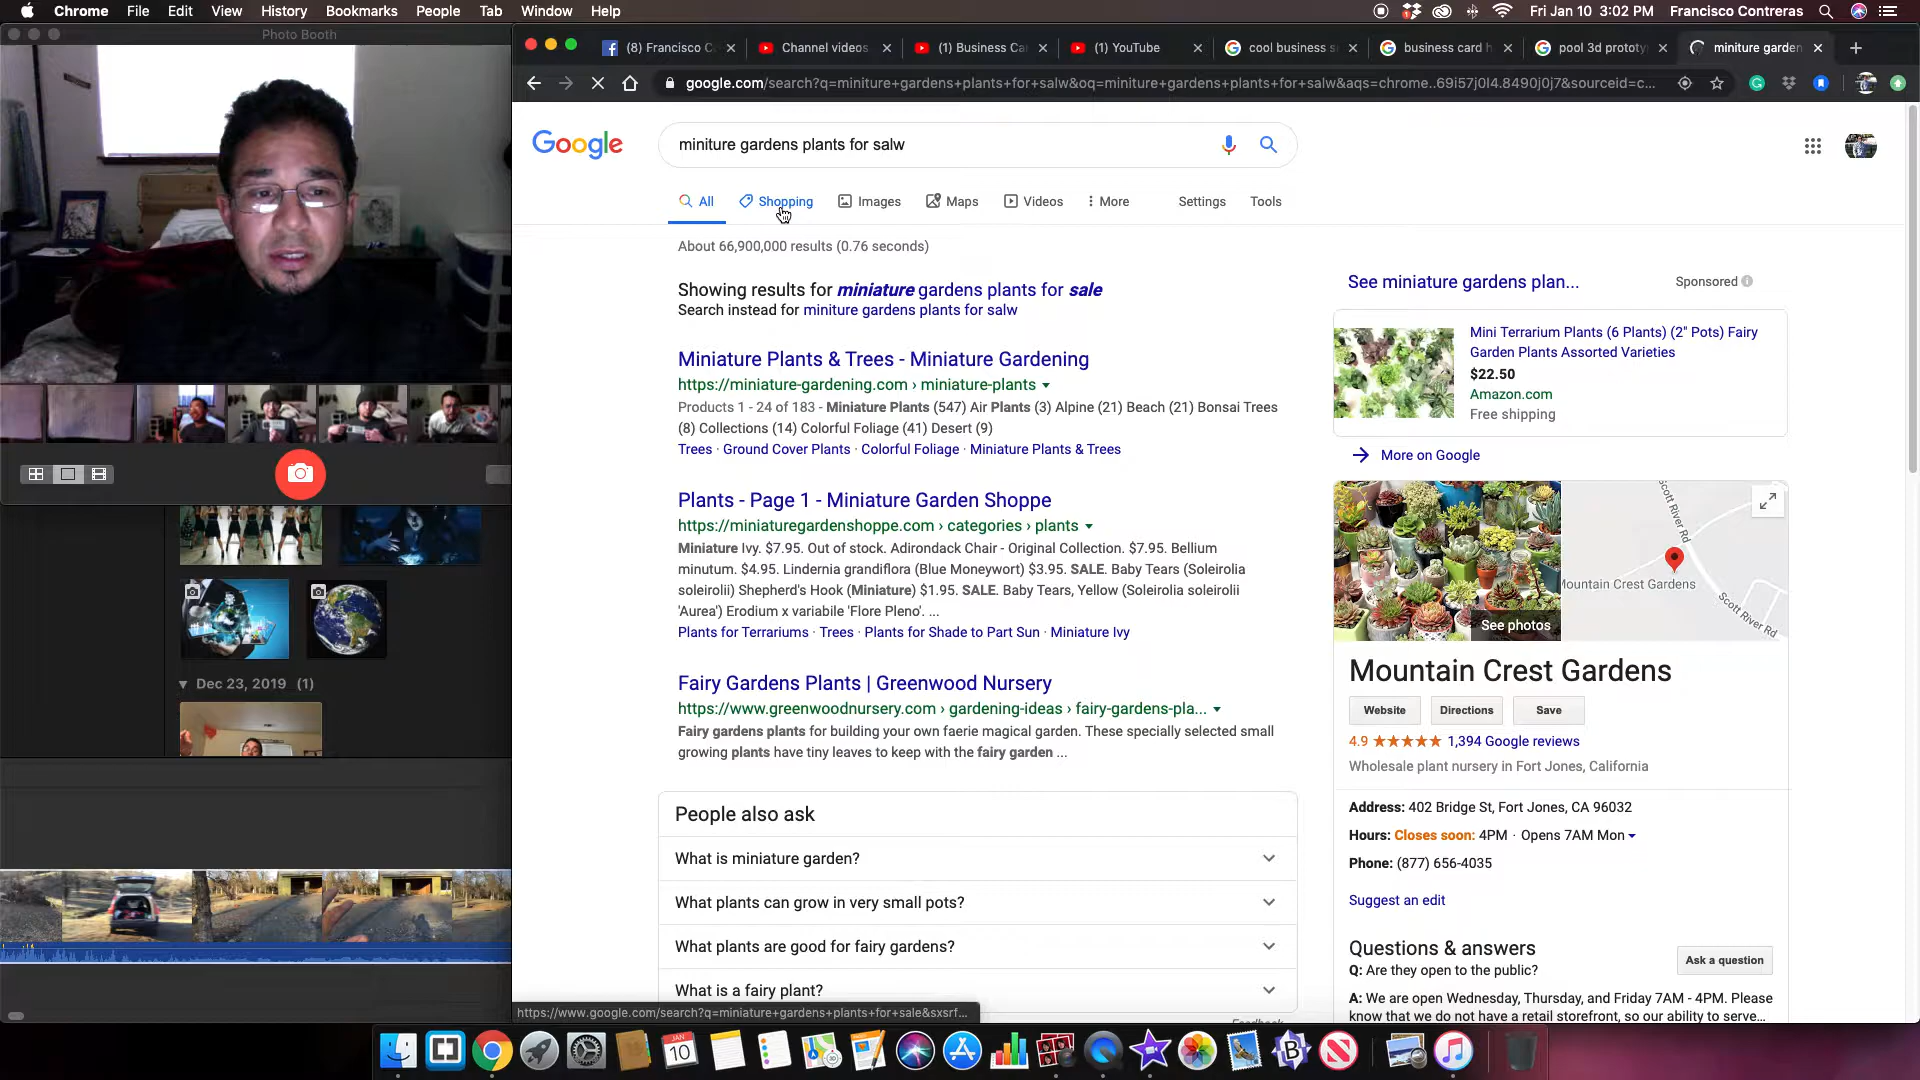 Chrome File Edit View History Bookmarks People Tab Window Help
Fri Jan 10 3:02 PM Francisco Contreras
Photo Booth
(8) Francisco C
Channel videos
(1) Business Ca
(1) YouTube
cool business s
business card h
pool 3d prototy
miniture garden
google.com/search?q=miniture+gardens+plants+for+salw&oq=miniture+gardens+plants+for+salw&aqs=chrome..69i57j0l4.8490j0j7&sourceid=c...
Google
miniture gardens plants for salw
All Shopping Images Maps Videos More Settings Tools
About 66,900,000 results (0.76 seconds)
Showing results for miniature gardens plants for sale
Search instead for miniture gardens plants for salw
Miniature Plants & Trees - Miniature Gardening
https://miniature-gardening.com › miniature-plants
Products 1 - 24 of 183 - Miniature Plants (547) Air Plants (3) Alpine (21) Beach (21) Bonsai Trees
(8) Collections (14) Colorful Foliage (41) Desert (9)
Trees · Ground Cover Plants · Colorful Foliage · Miniature Plants & Trees
Plants - Page 1 - Miniature Garden Shoppe
https://miniaturegardenshoppe.com › categories › plants
Miniature Ivy. $7.95. Out of stock. Adirondack Chair - Original Collection. $7.95. Bellium
minutum. $4.95. Lindernia grandiflora (Blue Moneywort) $3.95. SALE. Baby Tears (Soleirolia
soleirolii) Shepherd's Hook (Miniature) $1.95. SALE. Baby Tears, Yellow (Soleirolia soleirolii
'Aurea') Erodium x variabile 'Flore Pleno'. ...
Plants for Terrariums · Trees · Plants for Shade to Part Sun · Miniature Ivy
Fairy Gardens Plants | Greenwood Nursery
https://www.greenwoodnursery.com › gardening-ideas › fairy-gardens-pla...
Fairy gardens plants for building your own faerie magical garden. These specially selected small
growing plants have tiny leaves to keep with the fairy garden ...
People also ask
What is miniature garden?
What plants can grow in very small pots?
What plants are good for fairy gardens?
What is a fairy plant?
https://www.google.com/search?q=miniature+gardens+plants+for+sale&sxsrf...
See miniature gardens plan...
Sponsored
Mini Terrarium Plants (6 Plants) (2" Pots) Fairy
Garden Plants Assorted Varieties
$22.50
Amazon.com
Free shipping
More on Google
See photos
Mountain Crest Gardens
Scott River Rd
Scott River Rd
Mountain Crest Gardens
Website Directions Save
4.9 1,394 Google reviews
Wholesale plant nursery in Fort Jones, California
Address: 402 Bridge St, Fort Jones, CA 96032
Hours: Closes soon: 4PM · Opens 7AM Mon
Phone: (877) 656-4035
Suggest an edit
Questions & answers
Ask a question
Q: Are they open to the public?
A: We are open Wednesday, Thursday, and Friday 7AM - 4PM. Please
know that we do not have a retail storefront, so our ability to serve...
Dec 23, 2019 (1)
JAN
10